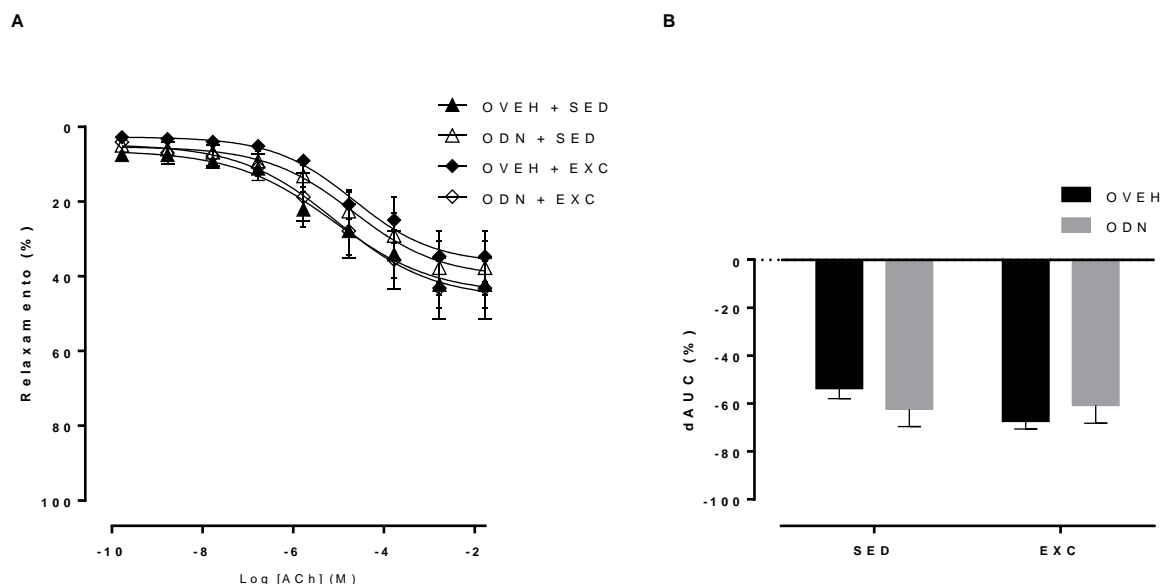 A
B
OVEH + SED
ODN + SED
OVEH + EXC
ODN + EXC
0
20
40
60
80
100
Relaxamento (%)
-10 -8 -6 -4 -2
Log [ACh] (M)
OVEH
ODN
0
-20
-40
-60
-80
-100
dAUC (%)
SED EXC